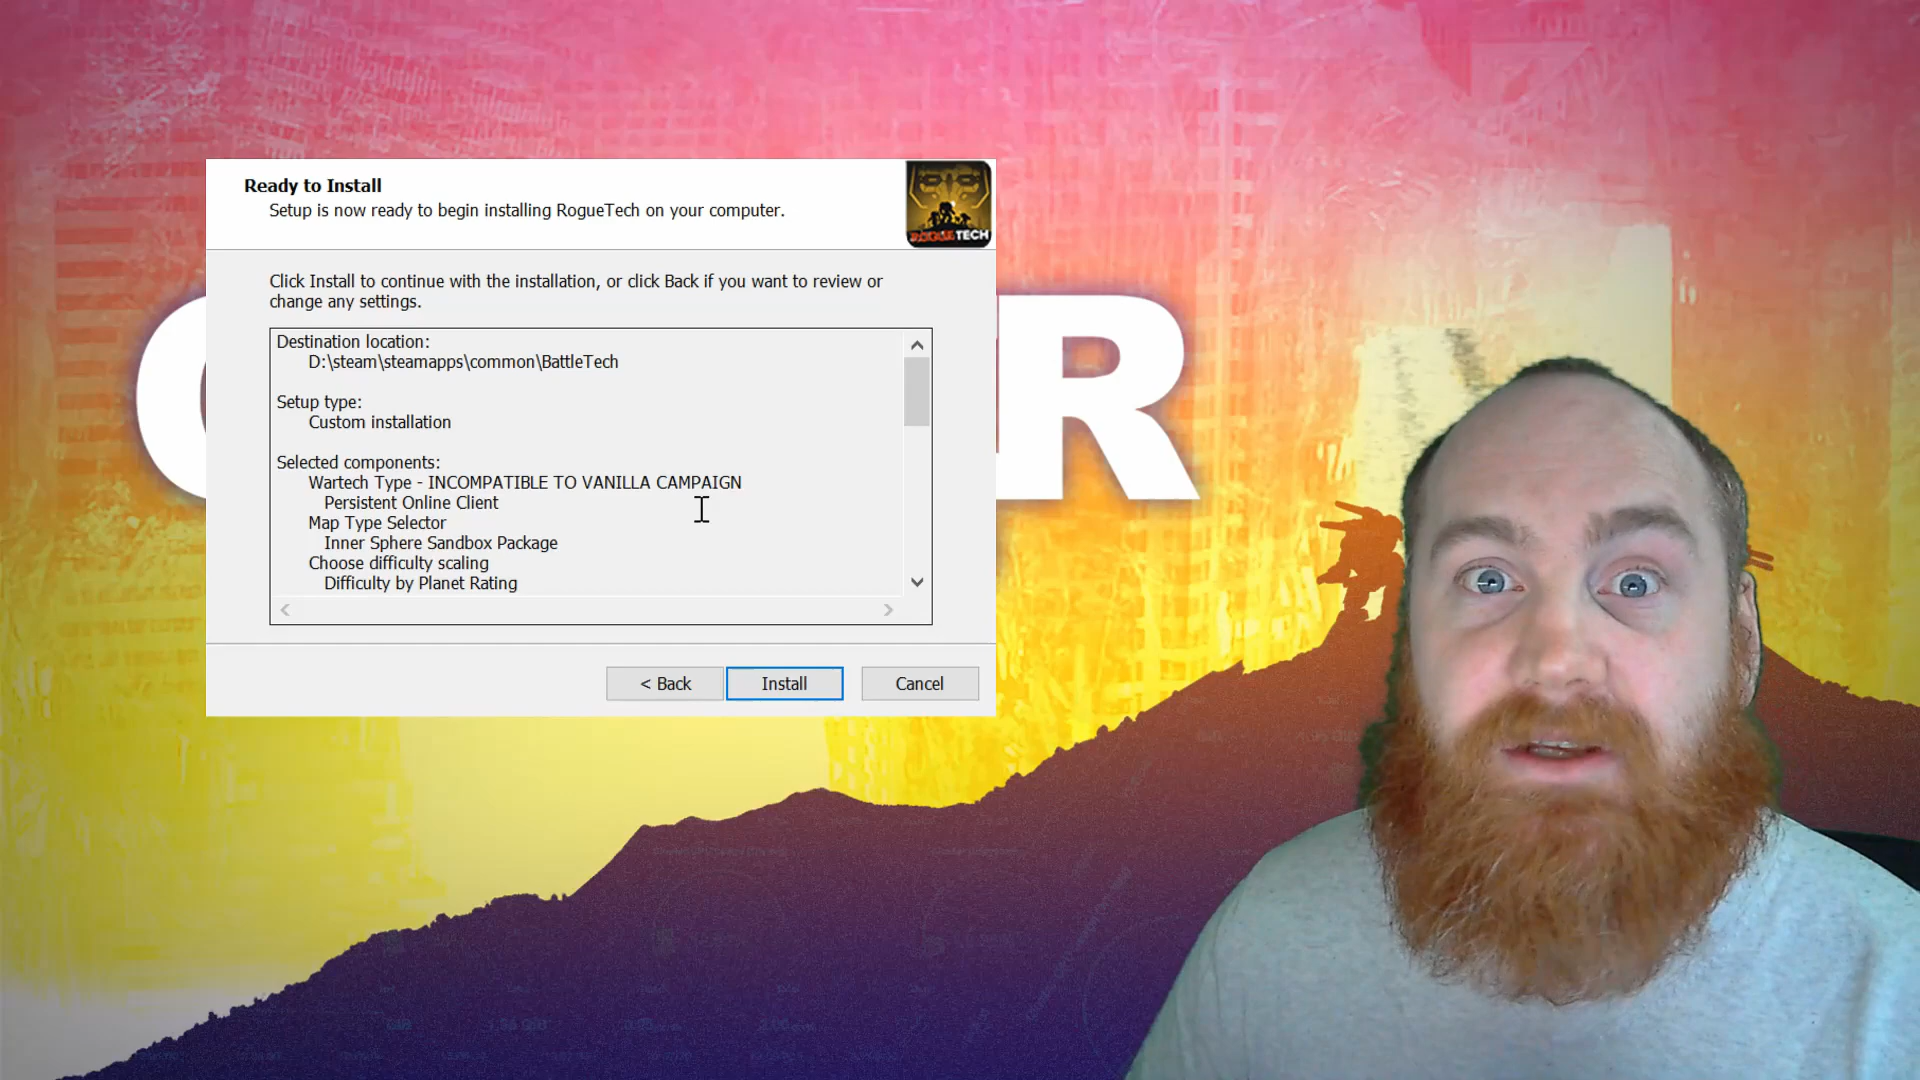 Ready to Install
Setup is now ready to begin installing RogueTech on your computer.
ROGUE TECH
Click Install to continue with the installation, or click Back if you want to review or
change any settings.
Destination location:
D:\steam\steamapps\common\BattleTech
Setup type:
Custom installation
Selected components:
Wartech Type - INCOMPATIBLE TO VANILLA CAMPAIGN
Persistent Online Client
Map Type Selector
Inner Sphere Sandbox Package
Choose difficulty scaling
Difficulty by Planet Rating
< Back
Install
Cancel
R